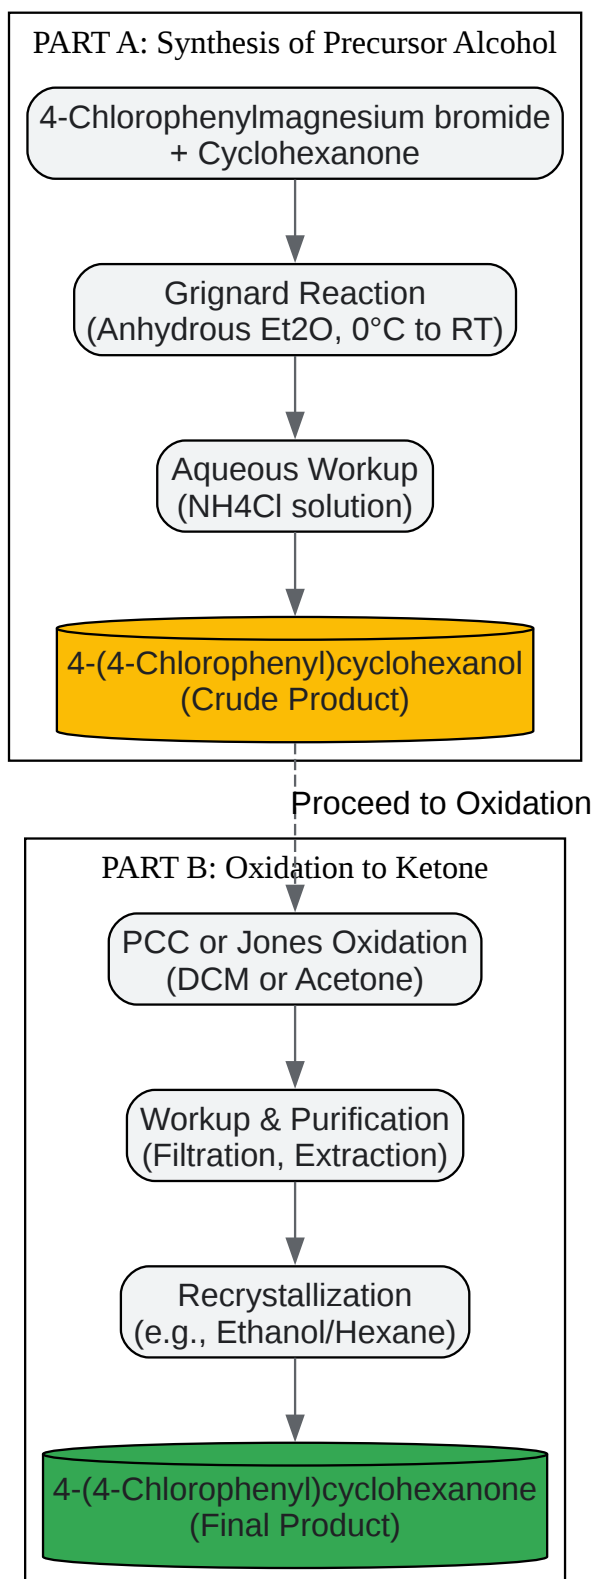 PART A: Synthesis of Precursor Alcohol
4-Chlorophenylmagnesium bromide
+ Cyclohexanone
Grignard Reaction
(Anhydrous Et2O, 0°C to RT)
Aqueous Workup
(NH4Cl solution)
4-(4-Chlorophenyl)cyclohexanol
(Crude Product)
Proceed to Oxidation
PART B: Oxidation to Ketone
PCC or Jones Oxidation
(DCM or Acetone)
Workup & Purification
(Filtration, Extraction)
Recrystallization
(e.g., Ethanol/Hexane)
4-(4-Chlorophenyl)cyclohexanone
(Final Product)